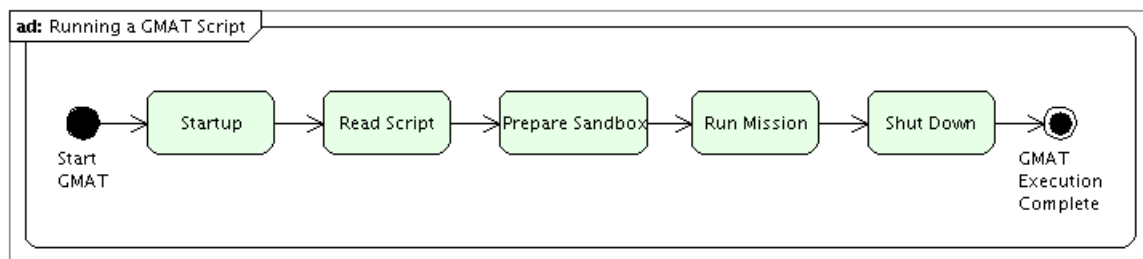 ad: Running a GMAT Script
Startup
Read Script
Prepare Sandbox
Run Mission
Shut Down
Start
GMAT
GMAT
Execution
Complete